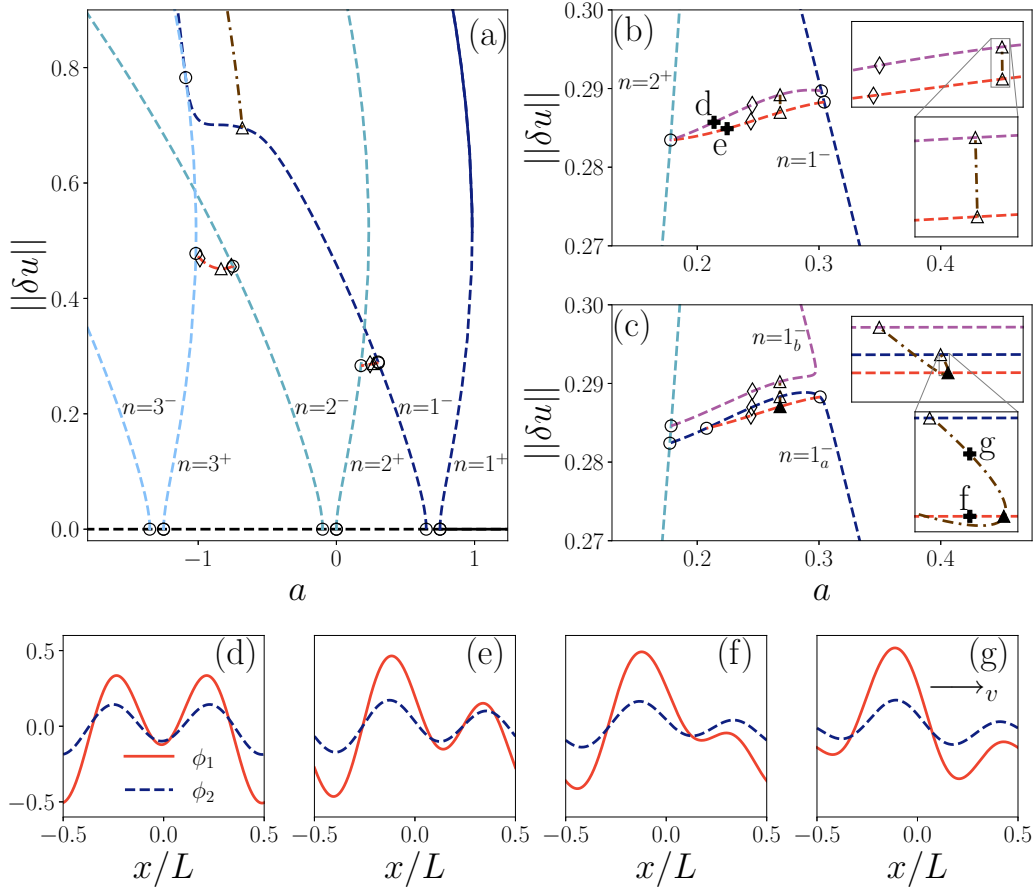 (a)
||δu||
0.8
0.6
0.4
0.2
0.0
n=3⁻
n=3⁺
n=2⁻
n=2⁺
n=1⁻
n=1⁺
−1
0
1
a
(b)
||δu||
0.30
0.29
0.28
0.27
n=2⁺
d
e
n=1⁻
0.2
0.3
0.4
(c)
||δu||
0.30
0.29
0.28
0.27
n=1_b⁻
n=1_a⁻
g
f
0.2
0.3
0.4
a
(d)
0.5
0.0
−0.5
ϕ₁
ϕ₂
−0.5
0.0
0.5
x/L
(e)
−0.5
0.0
0.5
x/L
(f)
−0.5
0.0
0.5
x/L
(g)
v
−0.5
0.0
0.5
x/L